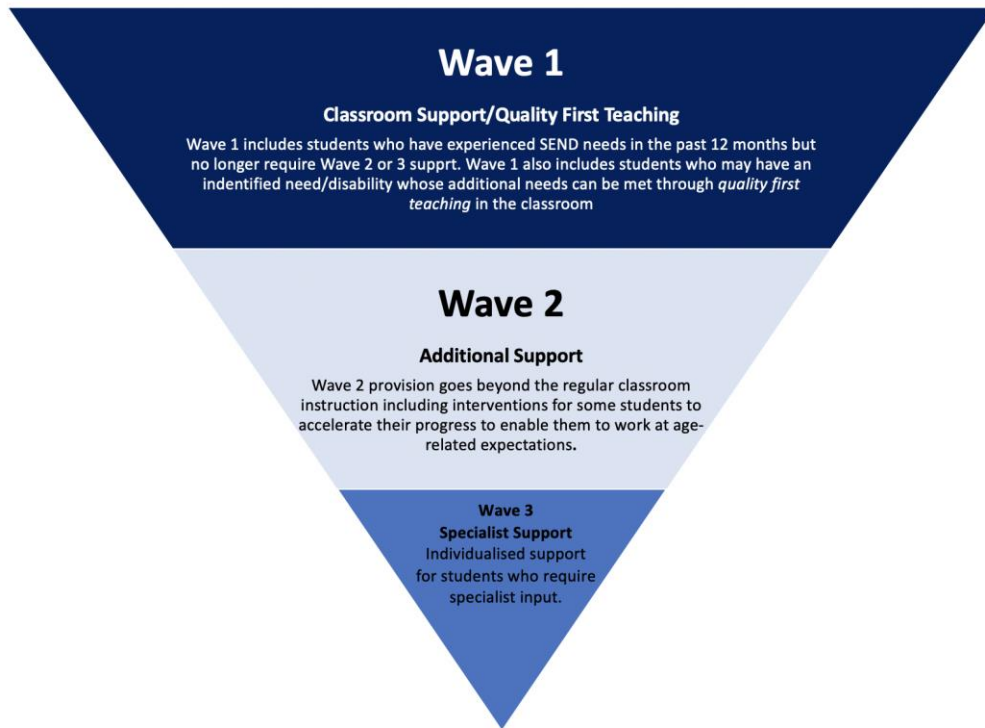 Wave 1
Classroom Support/Quality First Teaching
Wave 1 includes students who have experienced SEND needs in the past 12 months but
no longer require Wave 2 or 3 supprt. Wave 1 also includes students who may have an
indentified need/disability whose additional needs can be met through quality first
teaching in the classroom
Wave 2
Additional Support
Wave 2 provision goes beyond the regular classroom
instruction including interventions for some students to
accelerate their progress to enable them to work at age-
related expectations.
Wave 3
Specialist Support
Individualised support
for students who require
specialist input.